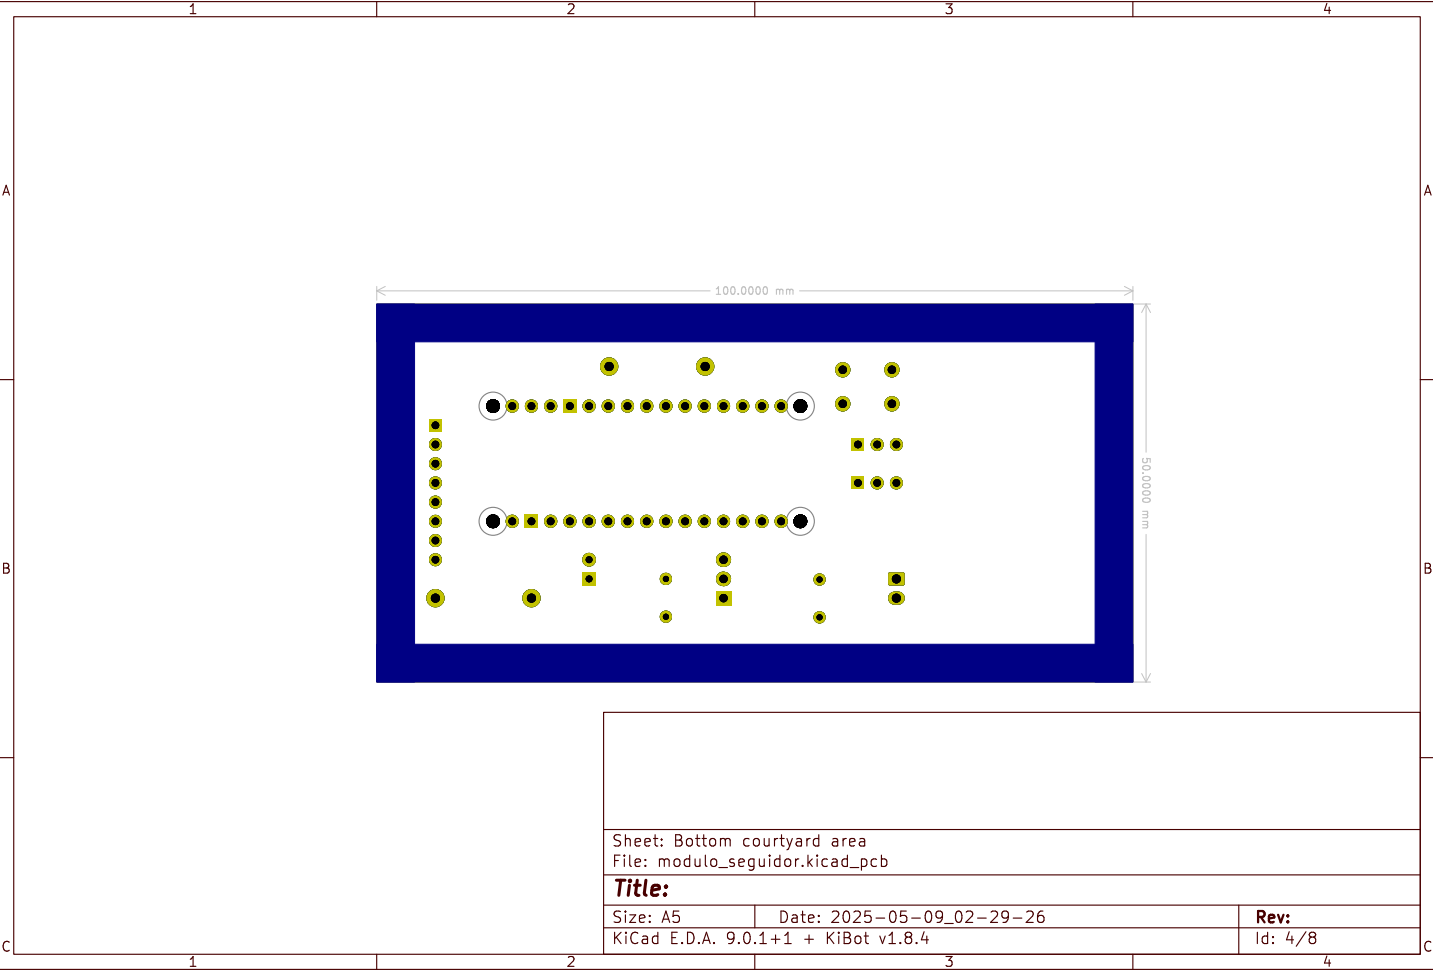 1 2 3 4
A A
100.0000 mm
50.0000 mm
B B
Sheet: Bottom courtyard area
File: modulo_seguidor.kicad_pcb
Title:
Size: A5 Date: 2025-05-09_02-29-26 Rev:
KiCad E.D.A. 9.0.1+1 + KiBot v1.8.4 Id: 4/8
C C
1 2 3 4